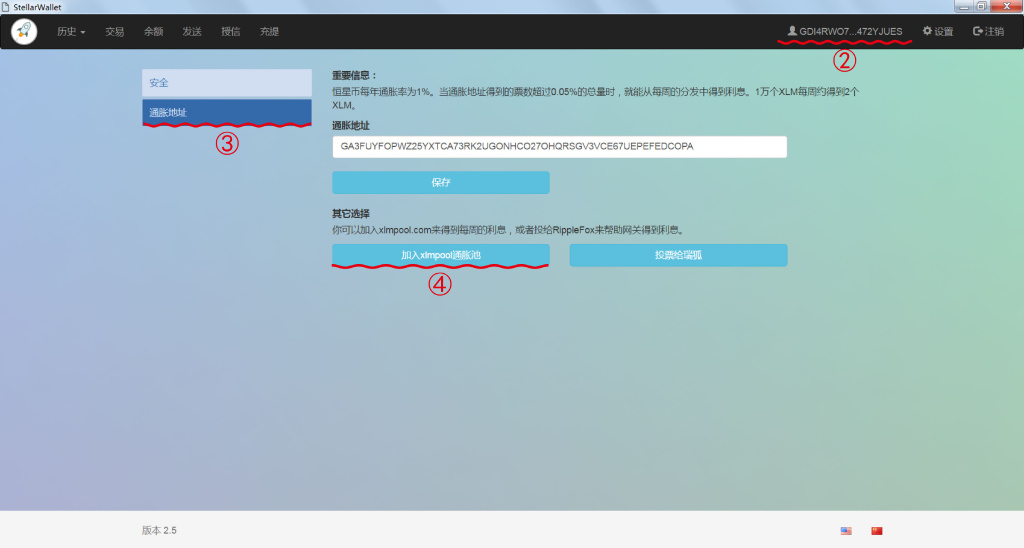 StellarWallet
历史 交易 余额 发送 授信 充提 GDI4RWO7...472YJUES 设置 注销
②
安全
通胀地址
③
重要信息：
恒星币每年通胀率为1%。当通胀地址得到的票数超过0.05%的总量时，就能从每周的分发中得到利息。1万个XLM每周约得到2个
XLM。
通胀地址
GA3FUYFOPWZ25YXTCA73RK2UGONHCO27OHQRSGV3VCE67UEPEFEDCOPA
保存
其它选择
你可以加入xlmpool.com来得到每周的利息，或者投给RippleFox来帮助网关得到利息。
加入xlmpool通胀池 投票给瑞狐
④
版本 2.5